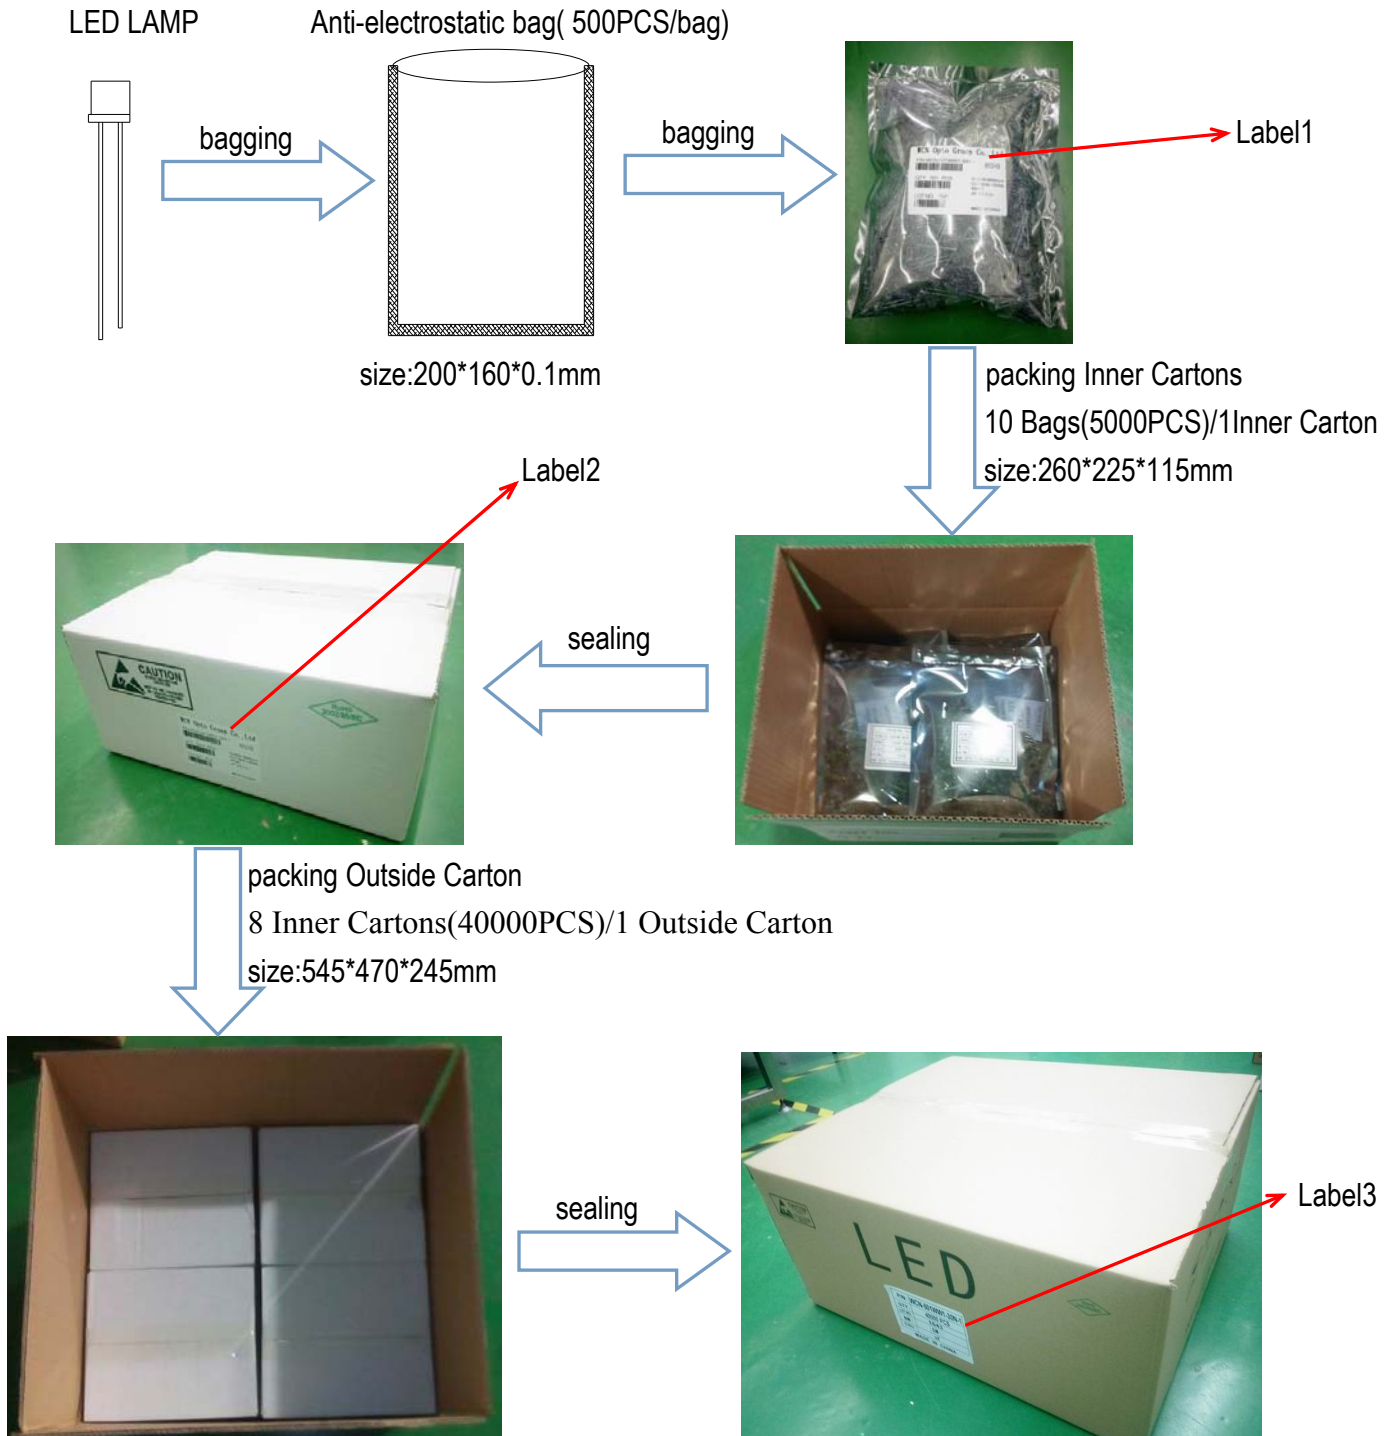 LED LAMP
Anti-electrostatic bag( 500PCS/bag)
bagging
bagging
Label1
size:200*160*0.1mm
packing Inner Cartons
10 Bags(5000PCS)/1Inner Carton
size:260*225*115mm
Label2
sealing
CAUTION
packing Outside Carton
8 Inner Cartons(40000PCS)/1 Outside Carton
size:545*470*245mm
sealing
Label3
LED